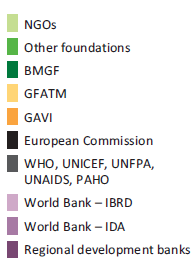 NGOs
Other foundations
BMGF
GFATM
GAVI
European Commission
WHO, UNICEF, UNFPA,
UNAIDS, PAHO
World Bank – IBRD
World Bank – IDA
Regional development banks